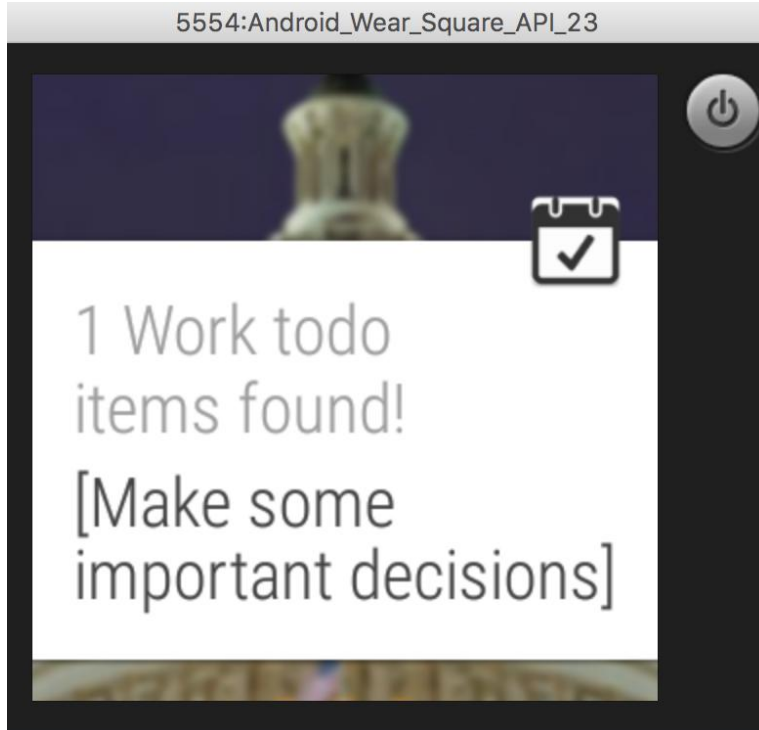 5554:Android_Wear_Square_API_23
1 Work todo
items found!
[Make some
important decisions]